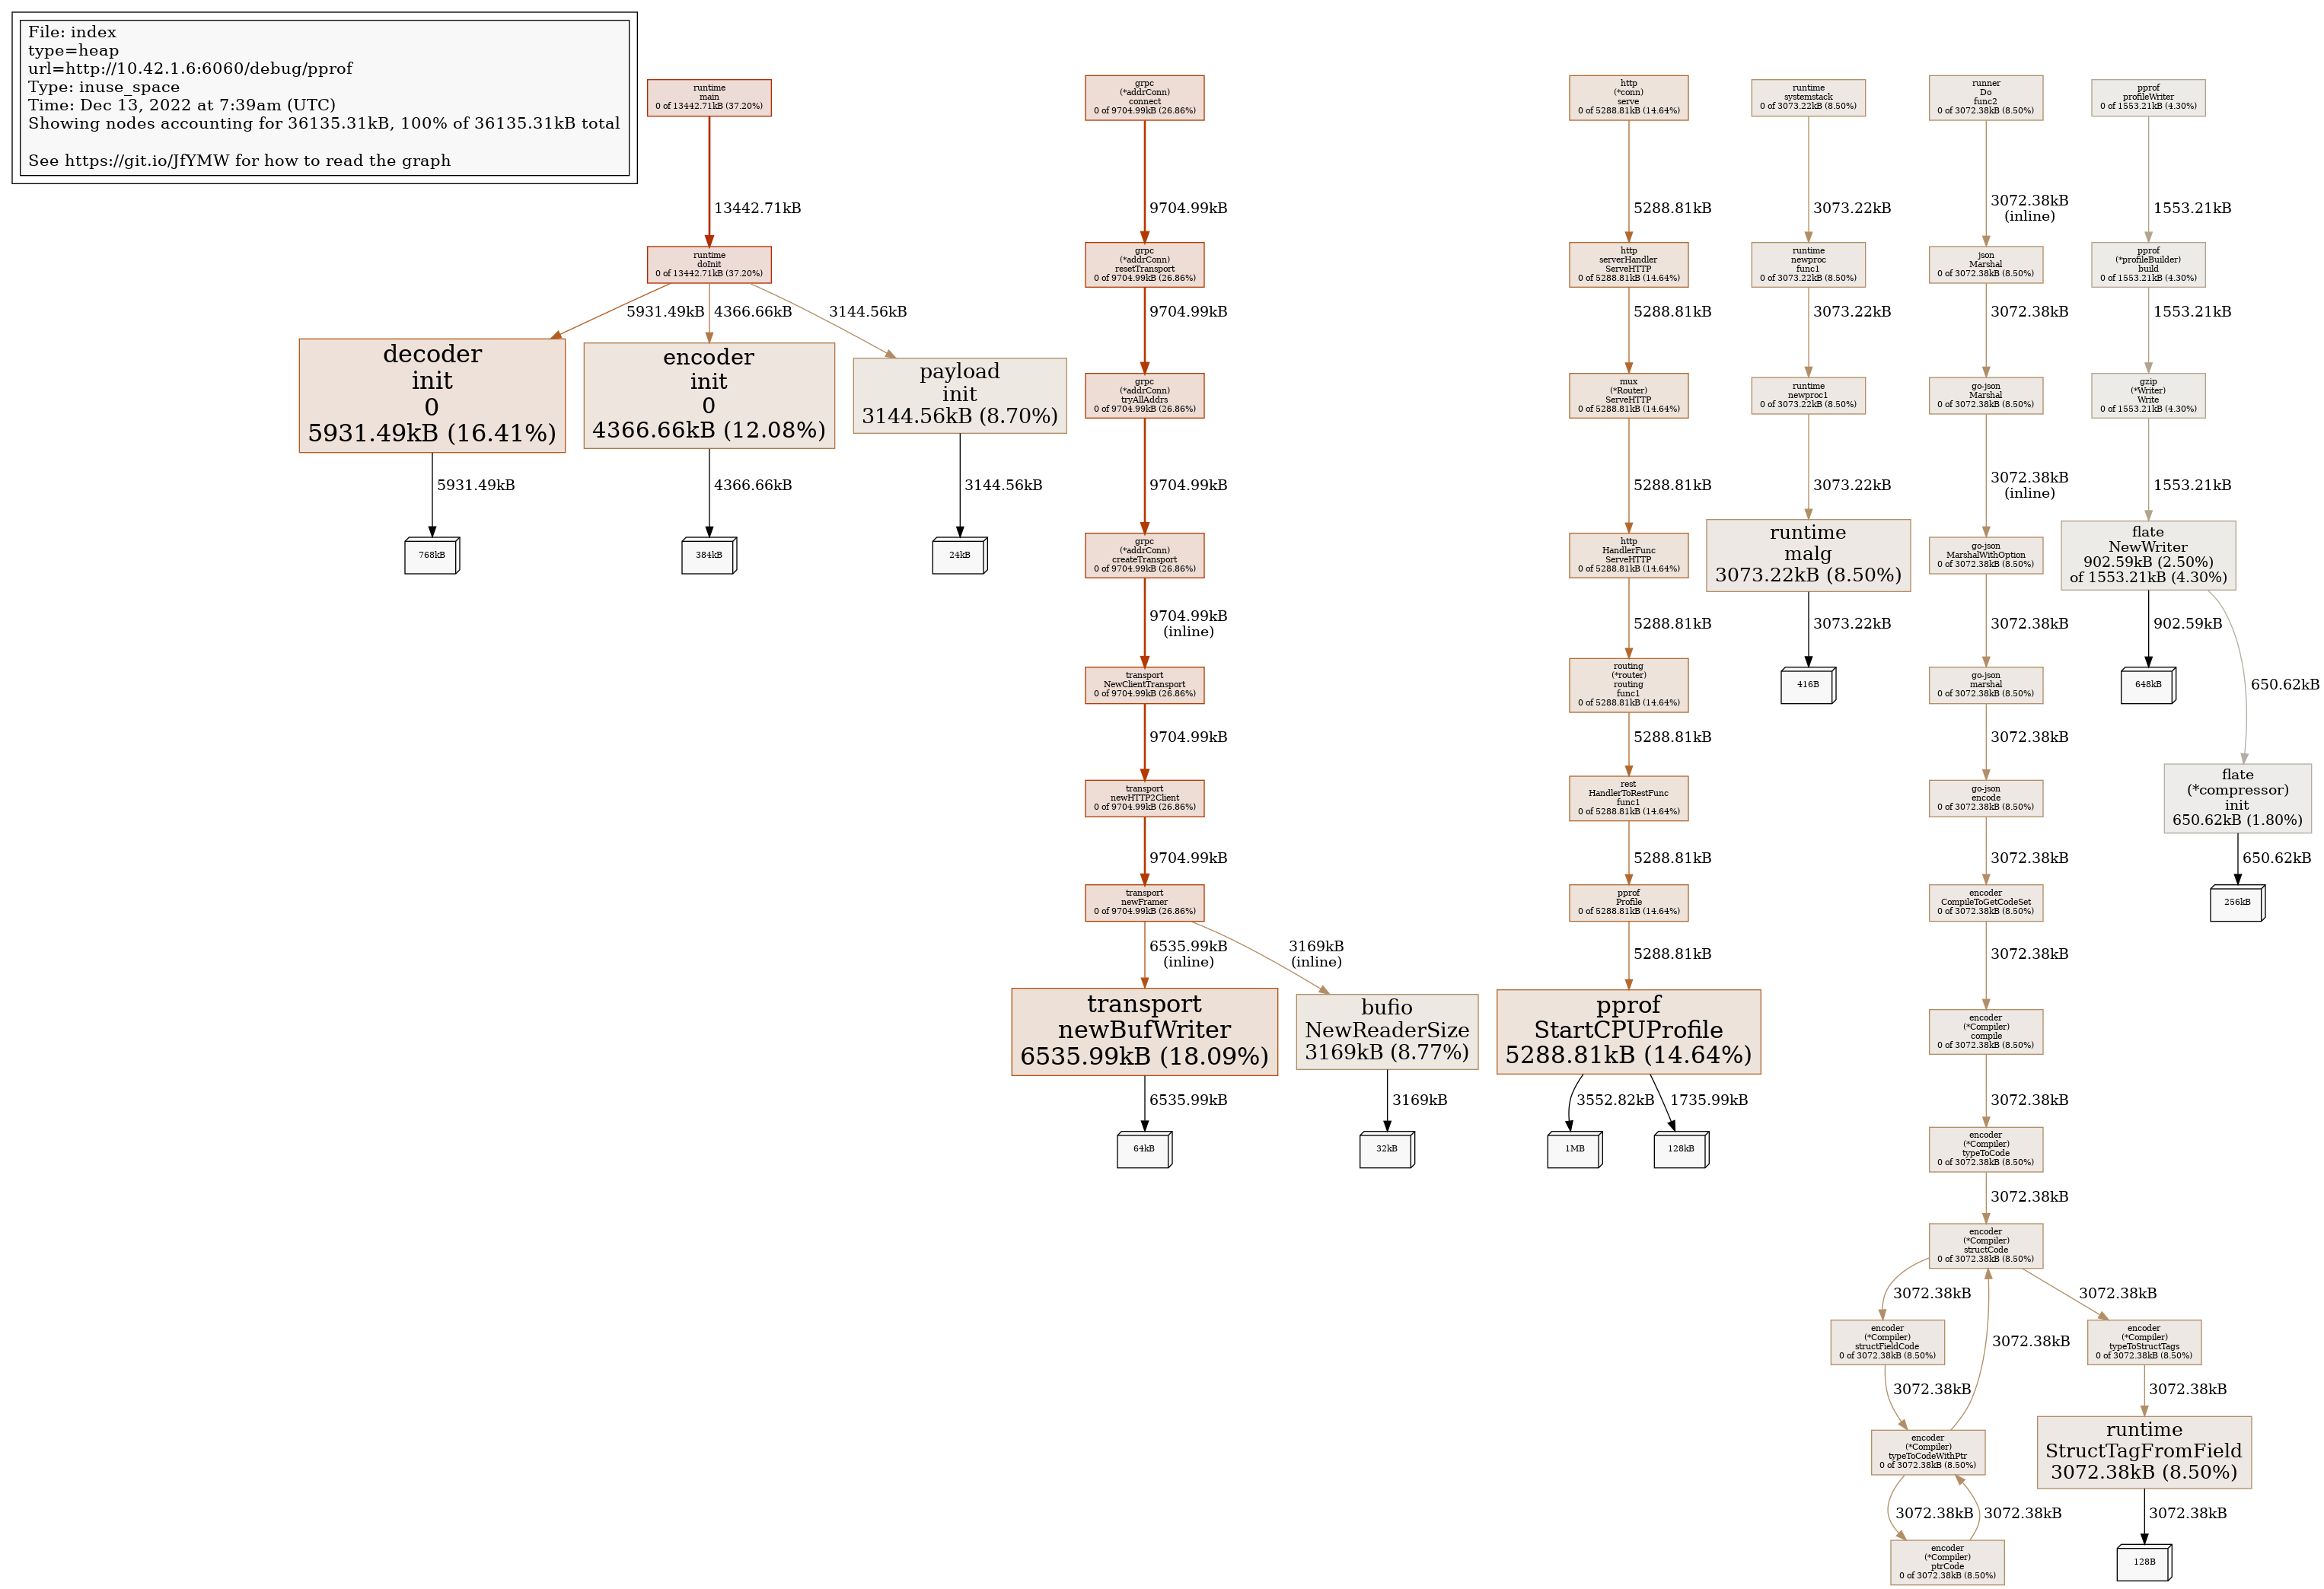 File: index
type=heap
url=http://10.42.1.6:6060/debug/pprof
Type: inuse_space
Time: Dec 13, 2022 at 7:39am (UTC)
Showing nodes accounting for 36135.31kB, 100% of 36135.31kB total
See https://git.io/JfYMW for how to read the graph
runtime
main
0 of 13442.71kB (37.20%)
13442.71kB
runtime
doInit
0 of 13442.71kB (37.20%)
5931.49kB
4366.66kB
3144.56kB
decoder
init
0
5931.49kB (16.41%)
5931.49kB
768kB
encoder
init
0
4366.66kB (12.08%)
4366.66kB
384kB
payload
init
3144.56kB (8.70%)
3144.56kB
24kB
grpc
(*addrConn)
connect
0 of 9704.99kB (26.86%)
9704.99kB
grpc
(*addrConn)
resetTransport
0 of 9704.99kB (26.86%)
9704.99kB
grpc
(*addrConn)
tryAllAddrs
0 of 9704.99kB (26.86%)
9704.99kB
grpc
(*addrConn)
createTransport
0 of 9704.99kB (26.86%)
9704.99kB
(inline)
transport
NewClientTransport
0 of 9704.99kB (26.86%)
9704.99kB
transport
newHTTP2Client
0 of 9704.99kB (26.86%)
9704.99kB
transport
newFramer
0 of 9704.99kB (26.86%)
6535.99kB
(inline)
3169kB
(inline)
transport
newBufWriter
6535.99kB (18.09%)
6535.99kB
64kB
bufio
NewReaderSize
3169kB (8.77%)
3169kB
32kB
http
(*conn)
serve
0 of 5288.81kB (14.64%)
5288.81kB
http
serverHandler
ServeHTTP
0 of 5288.81kB (14.64%)
5288.81kB
mux
(*Router)
ServeHTTP
0 of 5288.81kB (14.64%)
5288.81kB
http
HandlerFunc
ServeHTTP
0 of 5288.81kB (14.64%)
5288.81kB
routing
(*router)
routing
func1
0 of 5288.81kB (14.64%)
5288.81kB
rest
HandlerToRestFunc
func1
0 of 5288.81kB (14.64%)
5288.81kB
pprof
Profile
0 of 5288.81kB (14.64%)
5288.81kB
pprof
StartCPUProfile
5288.81kB (14.64%)
3552.82kB
1735.99kB
1MB
128kB
runtime
systemstack
0 of 3073.22kB (8.50%)
3073.22kB
runtime
newproc
func1
0 of 3073.22kB (8.50%)
3073.22kB
runtime
newproc1
0 of 3073.22kB (8.50%)
3073.22kB
runtime
malg
3073.22kB (8.50%)
3073.22kB
416B
runner
Do
func2
0 of 3072.38kB (8.50%)
3072.38kB
(inline)
json
Marshal
0 of 3072.38kB (8.50%)
3072.38kB
go-json
Marshal
0 of 3072.38kB (8.50%)
3072.38kB
(inline)
go-json
MarshalWithOption
0 of 3072.38kB (8.50%)
3072.38kB
go-json
marshal
0 of 3072.38kB (8.50%)
3072.38kB
go-json
encode
0 of 3072.38kB (8.50%)
3072.38kB
encoder
CompileToGetCodeSet
0 of 3072.38kB (8.50%)
3072.38kB
encoder
(*Compiler)
compile
0 of 3072.38kB (8.50%)
3072.38kB
encoder
(*Compiler)
typeToCode
0 of 3072.38kB (8.50%)
3072.38kB
encoder
(*Compiler)
structCode
0 of 3072.38kB (8.50%)
3072.38kB
3072.38kB
encoder
(*Compiler)
structFieldCode
0 of 3072.38kB (8.50%)
3072.38kB
3072.38kB
encoder
(*Compiler)
typeToCodeWithPtr
0 of 3072.38kB (8.50%)
3072.38kB
3072.38kB
encoder
(*Compiler)
ptrCode
0 of 3072.38kB (8.50%)
encoder
(*Compiler)
typeToStructTags
0 of 3072.38kB (8.50%)
3072.38kB
runtime
StructTagFromField
3072.38kB (8.50%)
3072.38kB
128B
pprof
profileWriter
0 of 1553.21kB (4.30%)
1553.21kB
pprof
(*profileBuilder)
build
0 of 1553.21kB (4.30%)
1553.21kB
gzip
(*Writer)
Write
0 of 1553.21kB (4.30%)
1553.21kB
flate
NewWriter
902.59kB (2.50%)
of 1553.21kB (4.30%)
902.59kB
648kB
650.62kB
flate
(*compressor)
init
650.62kB (1.80%)
650.62kB
256kB